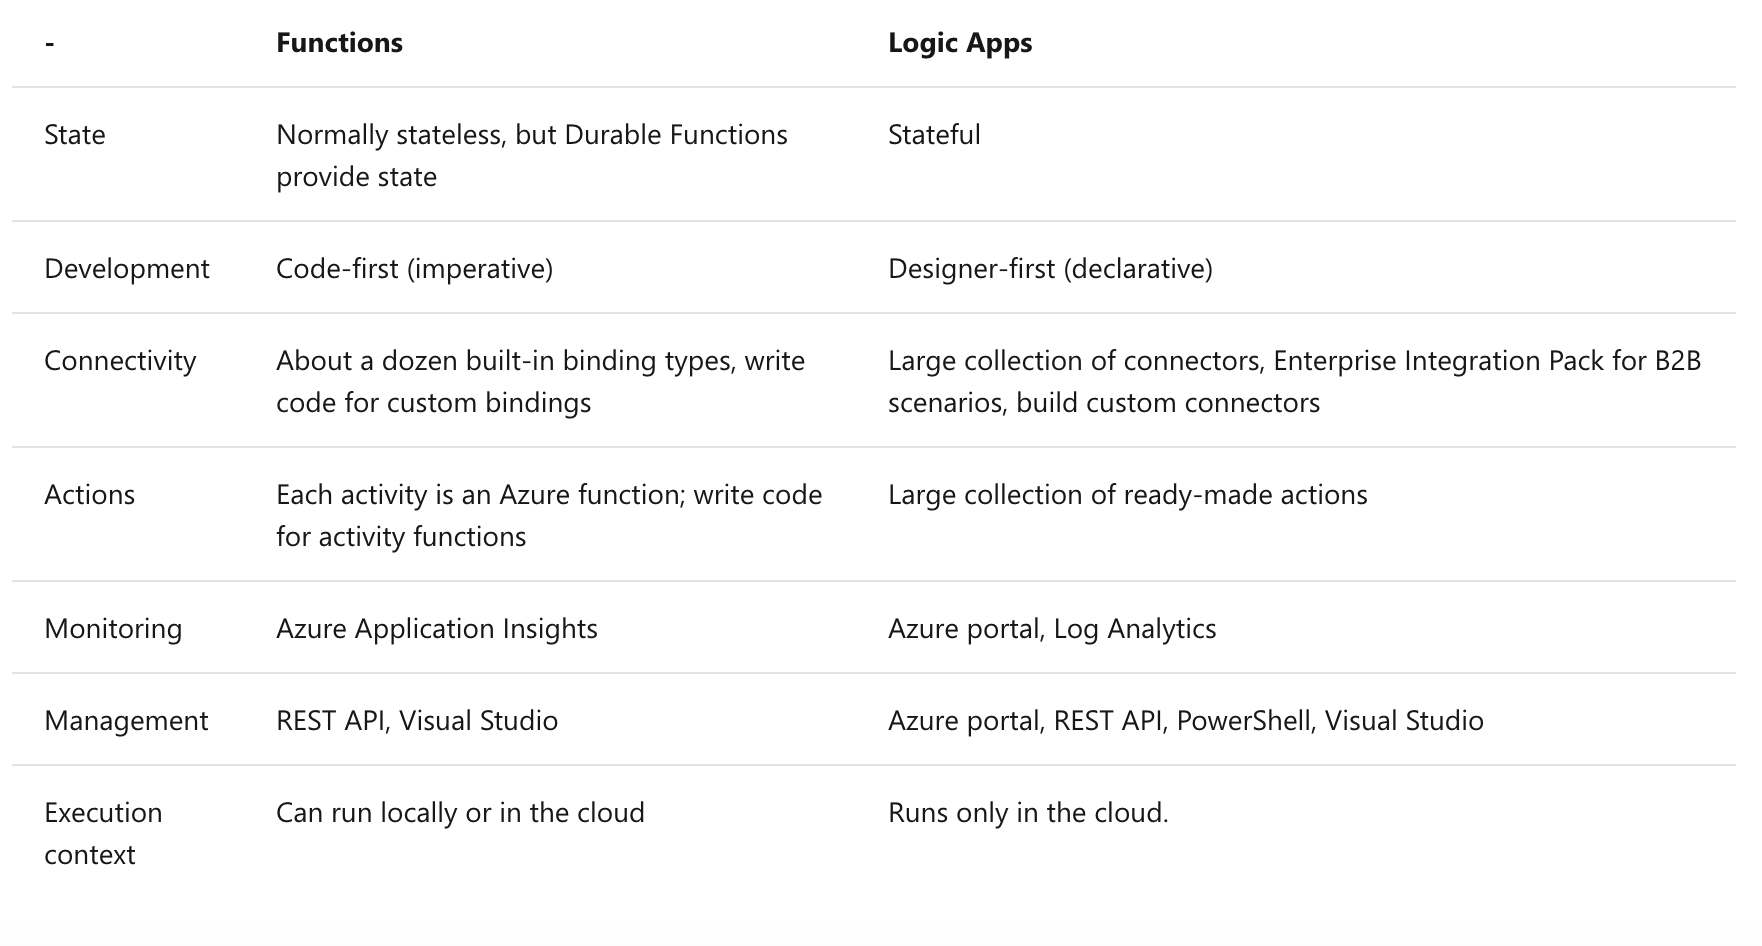 - Functions Logic Apps
State Normally stateless, but Durable Functions Stateful
provide state
Development Code-first (imperative) Designer-first (declarative)
Connectivity About a dozen built-in binding types, write Large collection of connectors, Enterprise Integration Pack for B2B
code for custom bindings scenarios, build custom connectors
Actions Each activity is an Azure function; write code Large collection of ready-made actions
for activity functions
Monitoring Azure Application Insights Azure portal, Log Analytics
Management REST API, Visual Studio Azure portal, REST API, PowerShell, Visual Studio
Execution Can run locally or in the cloud Runs only in the cloud.
context